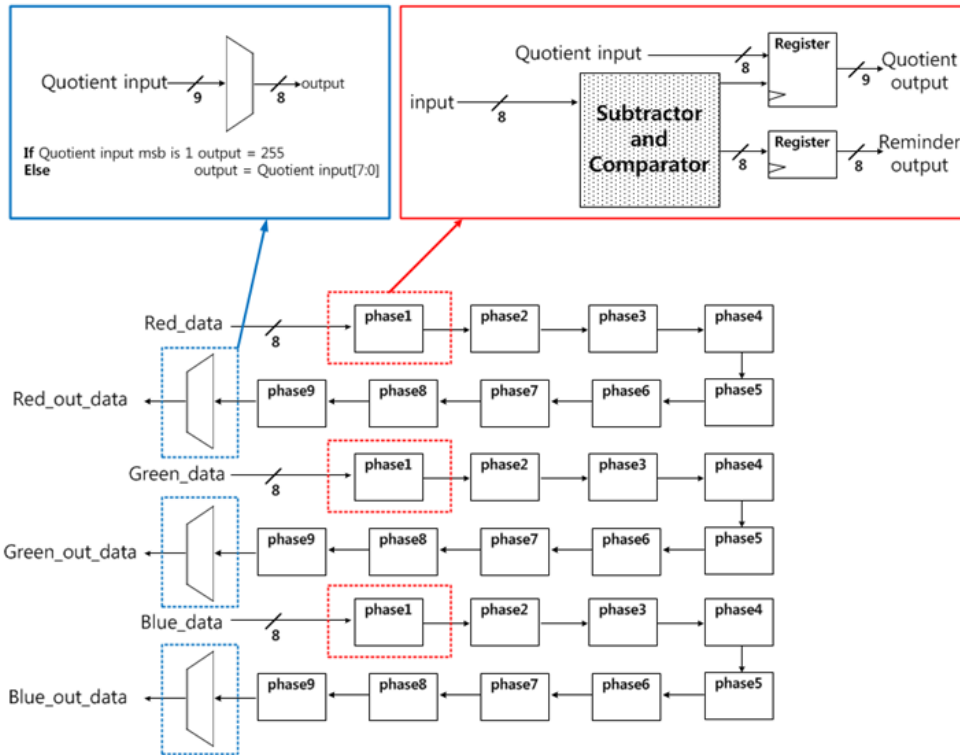 Quotient input
9
8
output
If Quotient input msb is 1 output = 255
Else output = Quotient input[7:0]
Quotient input
8
Register
9
Quotient
output
input
8
Subtractor
and
Comparator
8
Register
8
Reminder
output
Red_data
8
phase1
phase2
phase3
phase4
Red_out_data
phase9
phase8
phase7
phase6
phase5
Green_data
8
phase1
phase2
phase3
phase4
Green_out_data
phase9
phase8
phase7
phase6
phase5
Blue_data
8
phase1
phase2
phase3
phase4
Blue_out_data
phase9
phase8
phase7
phase6
phase5